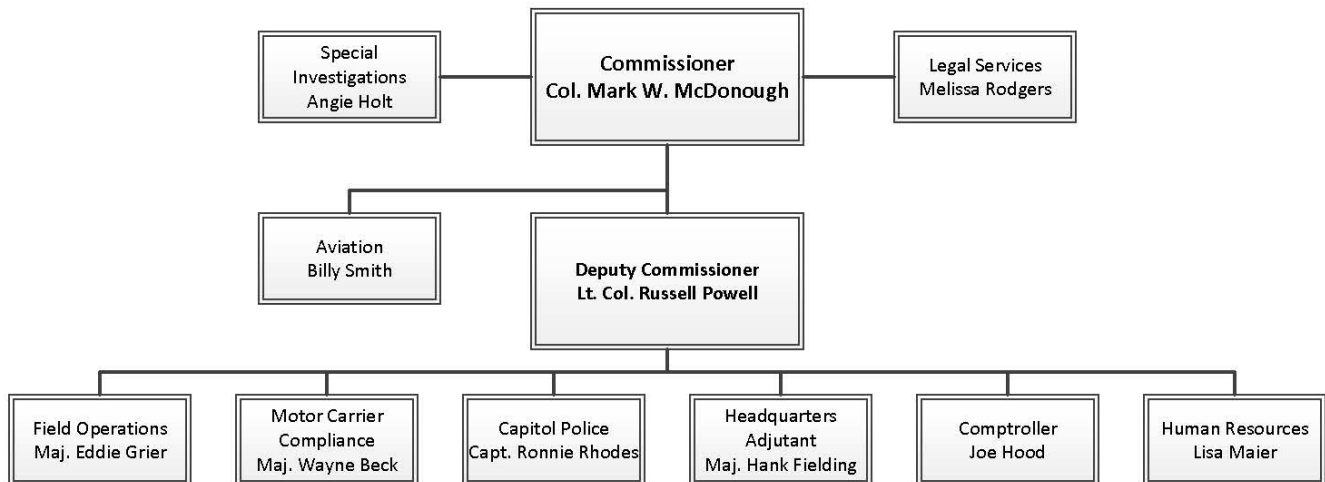 Special
Investigations
Angie Holt
Commissioner
Col. Mark W. McDonough
Legal Services
Melissa Rodgers
Aviation
Billy Smith
Deputy Commissioner
Lt. Col. Russell Powell
Field Operations
Maj. Eddie Grier
Motor Carrier
Compliance
Maj. Wayne Beck
Capitol Police
Capt. Ronnie Rhodes
Headquarters
Adjutant
Maj. Hank Fielding
Comptroller
Joe Hood
Human Resources
Lisa Maier